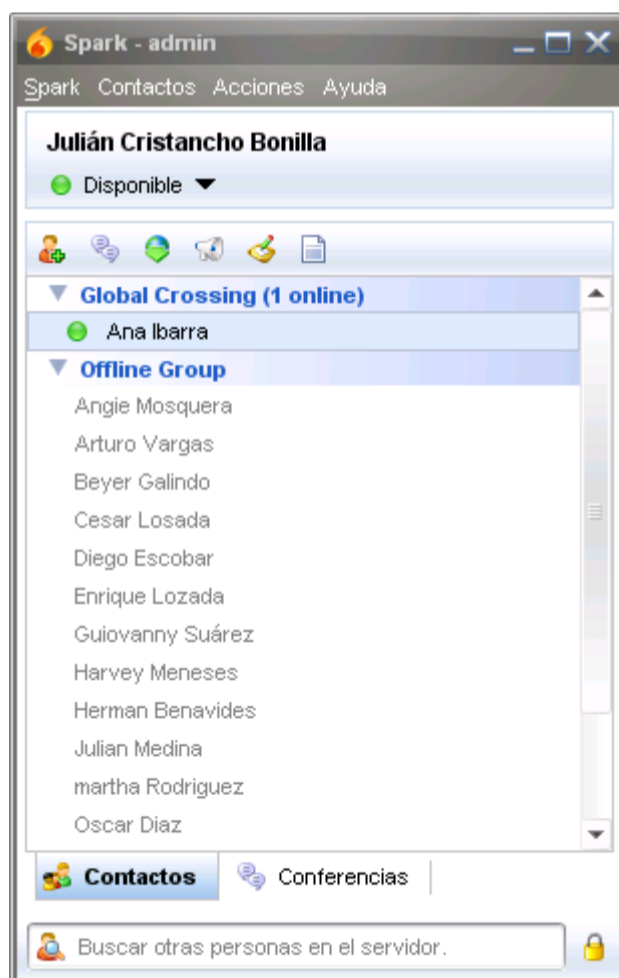 Spark - admin
Spark Contactos Acciones Ayuda
Julián Cristancho Bonilla
Disponible
Global Crossing (1 online)
Ana Ibarra
Offline Group
Angie Mosquera
Arturo Vargas
Beyer Galindo
Cesar Losada
Diego Escobar
Enrique Lozada
Guiovanny Suárez
Harvey Meneses
Herman Benavides
Julian Medina
martha Rodriguez
Oscar Diaz
Contactos Conferencias
Buscar otras personas en el servidor.